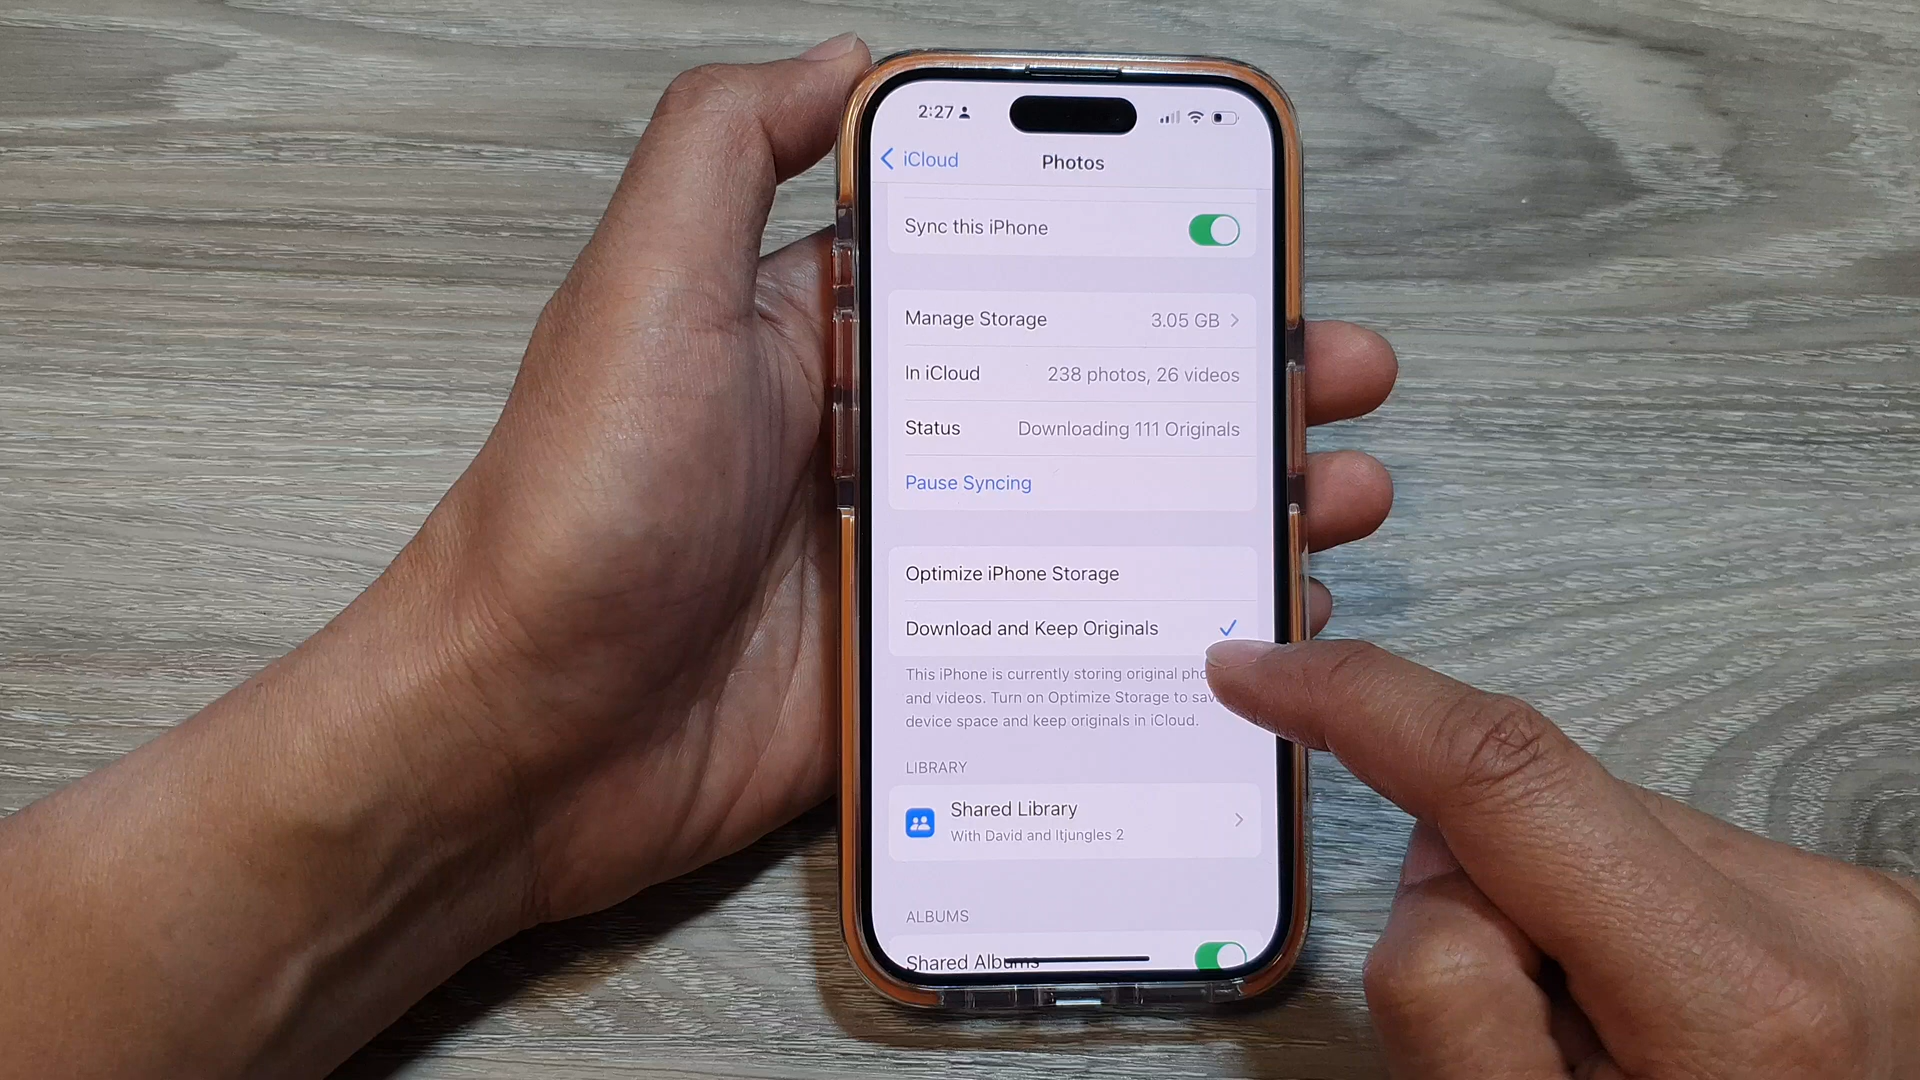 2:27
iCloud
Photos
Sync this iPhone
Manage Storage 3.05 GB
In iCloud 238 photos, 26 videos
Status Downloading 111 Originals
Pause Syncing
Optimize iPhone Storage
Download and Keep Originals
This iPhone is currently storing original pho
and videos. Turn on Optimize Storage to sav
device space and keep originals in iCloud.
LIBRARY
Shared Library
With David and Itjungles 2
ALBUMS
Shared Albums